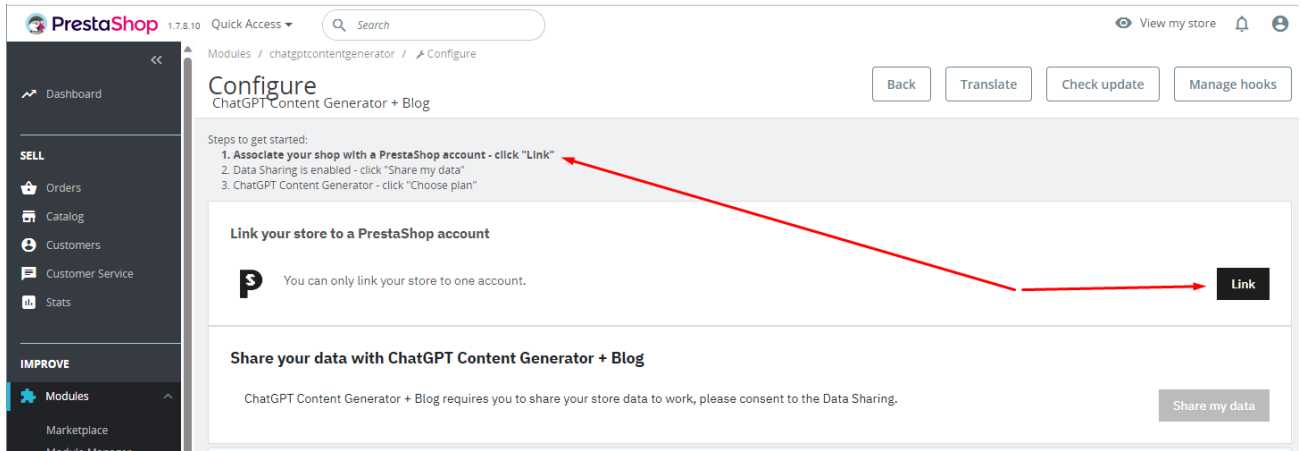 PrestaShop 1.7.8.10 Quick Access Search View my store
Modules / chatgptcontentgenerator / Configure
Dashboard
Configure
ChatGPT Content Generator + Blog
Back Translate Check update Manage hooks
Steps to get started:
1. Associate your shop with a PrestaShop account - click "Link"
2. Data Sharing is enabled - click "Share my data"
3. ChatGPT Content Generator - click "Choose plan"
SELL
Orders
Catalog
Customers
Customer Service
Stats
IMPROVE
Modules
Marketplace
Module Manager
Link your store to a PrestaShop account
You can only link your store to one account.
Link
Share your data with ChatGPT Content Generator + Blog
ChatGPT Content Generator + Blog requires you to share your store data to work, please consent to the Data Sharing.
Share my data